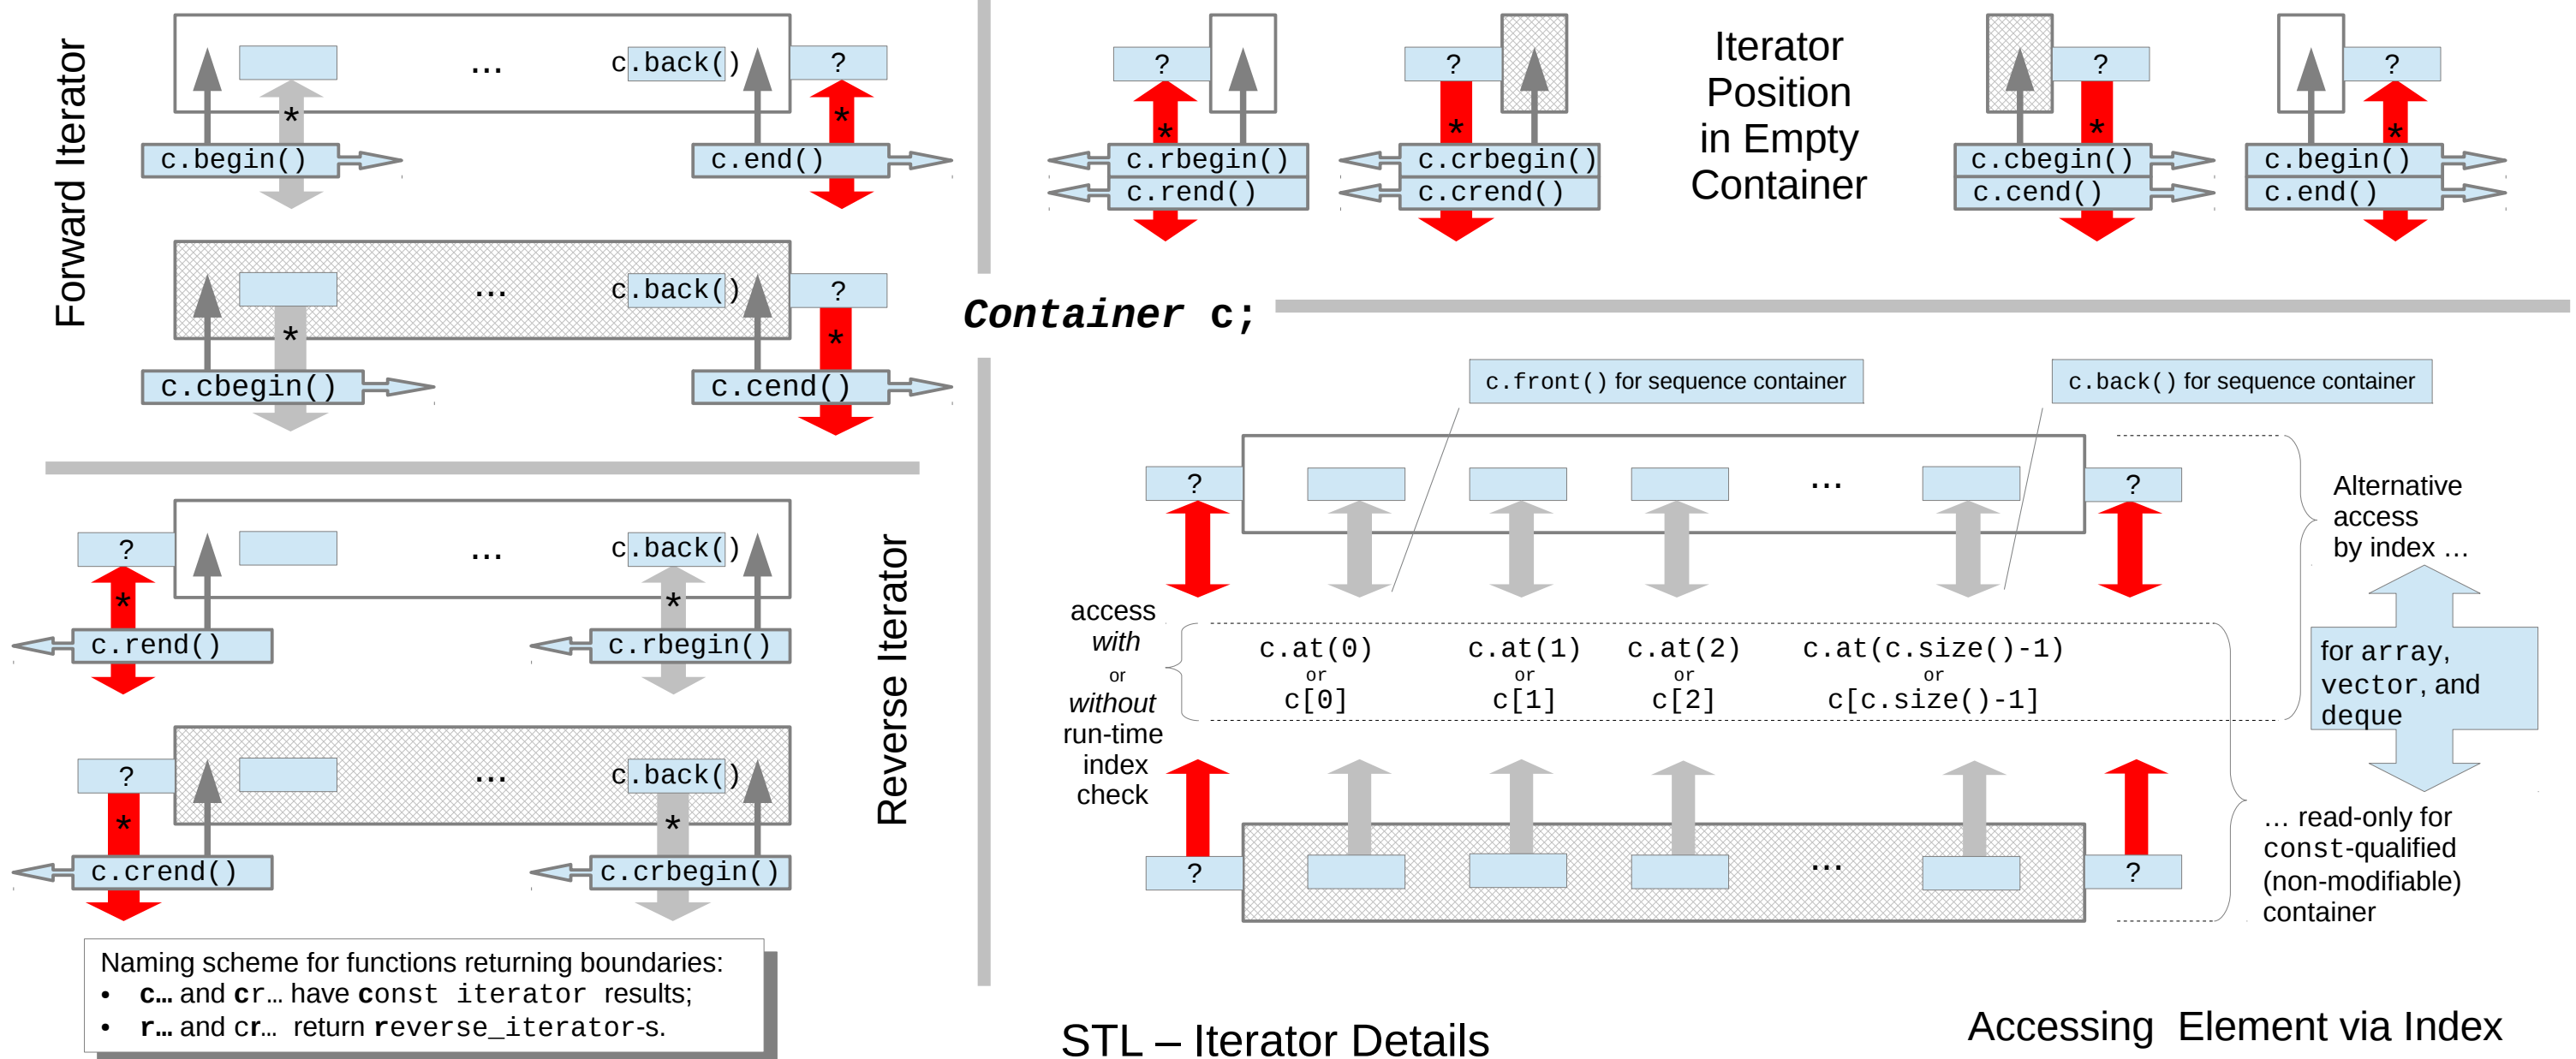 Forward Iterator
... c.back() ?
*
*
c.begin()
c.end()
... c.back() ?
*
*
c.cbegin()
c.cend()
Reverse Iterator
? ... c.back()
*
*
c.rend()
c.rbegin()
? ... c.back()
*
*
c.crend()
c.crbegin()
Naming scheme for functions returning boundaries:
• c… and cr… have const iterator results;
• r… and cr… return reverse_iterator-s.
Container c;
Iterator
Position
in Empty
Container
?
*
c.rbegin()
c.rend()
?
*
c.crbegin()
c.crend()
?
*
c.cbegin()
c.cend()
?
*
c.begin()
c.end()
c.front() for sequence container
c.back() for sequence container
? ... ?
Alternative
access
by index …
access
with
or
without
run-time
index
check
c.at(0)
or
c[0]
c.at(1)
or
c[1]
c.at(2)
or
c[2]
c.at(c.size()-1)
or
c[c.size()-1]
for array,
vector, and
deque
? ... ?
… read-only for
const-qualified
(non-modifiable)
container
STL – Iterator Details
Accessing Element via Index